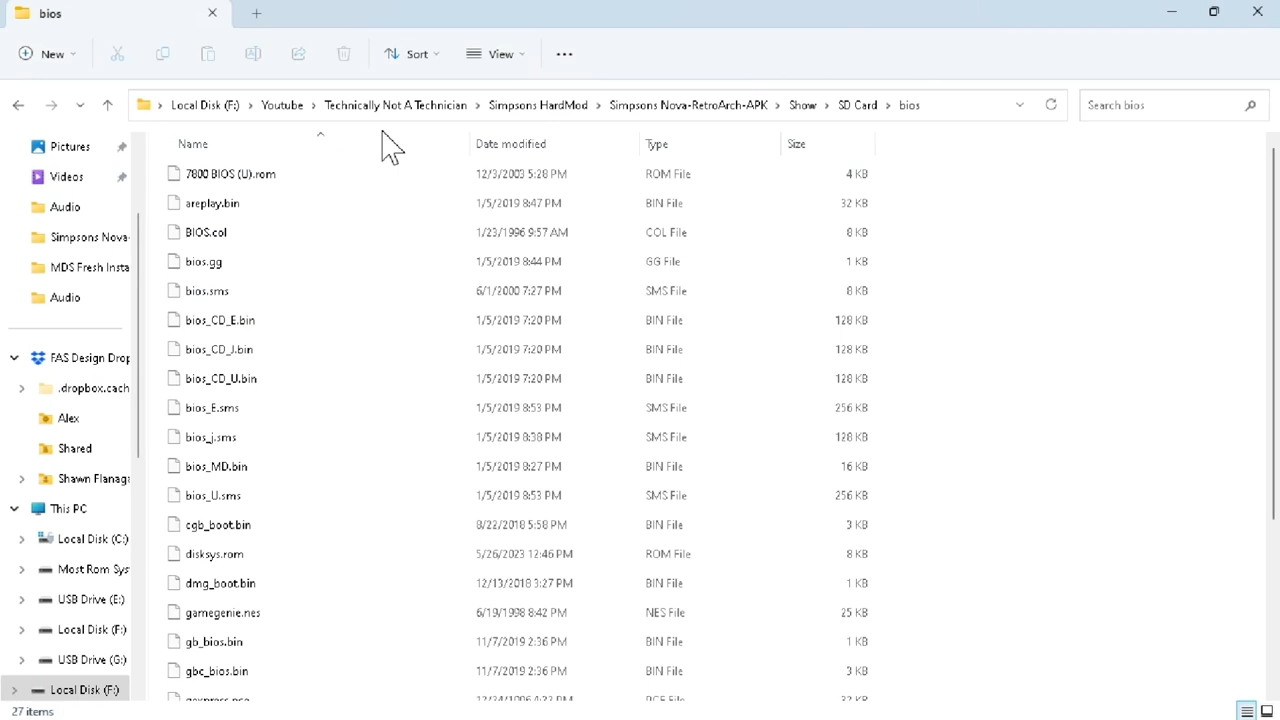 bios
New
Sort
View
Local Disk (F:) Youtube Technically Not A Technician Simpsons HardMod Simpsons Nova-RetroArch-APK Show SD Card bios
Search bios
Name Date modified Type Size
Pictures
Videos
Audio
Simpsons Nova-
MDS Fresh Insta
Audio
FAS Design Drop
.dropbox.cach
Alex
Shared
Shawn Flanaga
This PC
Local Disk (C:)
Most Rom Sys
USB Drive (E:)
Local Disk (F:)
USB Drive (G:)
Local Disk (F:)
7800 BIOS (U).rom 12/3/2003 5:28 PM ROM File 4 KB
areplay.bin 1/5/2019 8:47 PM BIN File 32 KB
BIOS.col 1/23/1996 9:57 AM COL File 8 KB
bios.gg 1/5/2019 8:44 PM GG File 1 KB
bios.sms 6/1/2000 7:27 PM SMS File 8 KB
bios_CD_E.bin 1/5/2019 7:20 PM BIN File 128 KB
bios_CD_J.bin 1/5/2019 7:20 PM BIN File 128 KB
bios_CD_U.bin 1/5/2019 7:20 PM BIN File 128 KB
bios_E.sms 1/5/2019 8:53 PM SMS File 256 KB
bios_j.sms 1/5/2019 8:38 PM SMS File 128 KB
bios_MD.bin 1/5/2019 8:27 PM BIN File 16 KB
bios_U.sms 1/5/2019 8:53 PM SMS File 256 KB
cgb_boot.bin 8/22/2018 5:58 PM BIN File 3 KB
disksys.rom 5/26/2023 12:46 PM ROM File 8 KB
dmg_boot.bin 12/13/2018 3:27 PM BIN File 1 KB
gamegenie.nes 6/19/1998 8:42 PM NES File 25 KB
gb_bios.bin 11/7/2019 2:36 PM BIN File 1 KB
gbc_bios.bin 11/7/2019 2:36 PM BIN File 3 KB
27 items